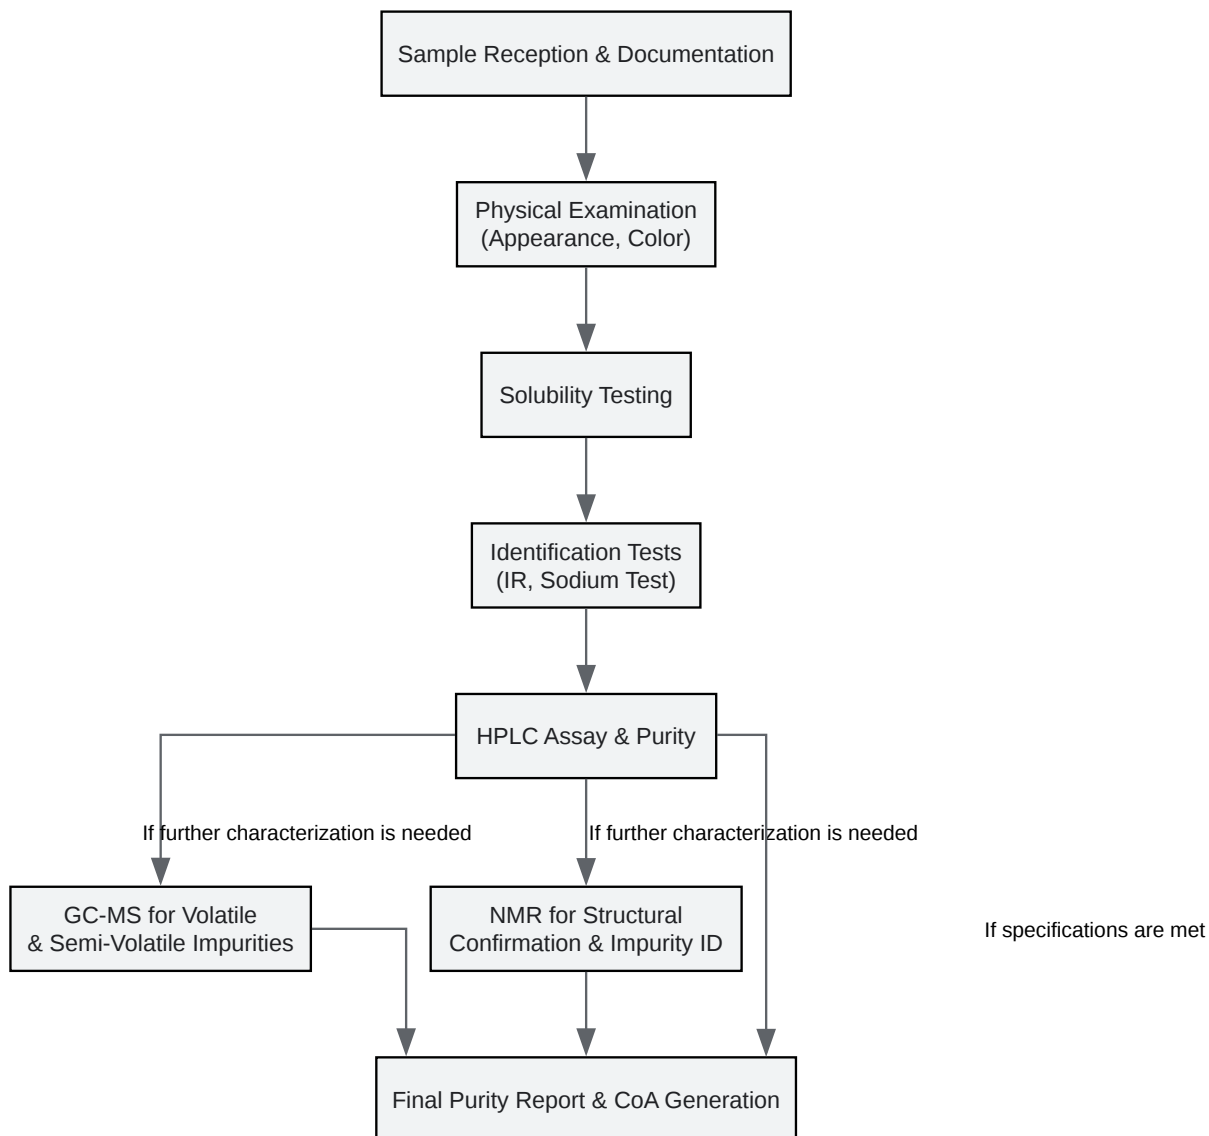 Sample Reception & Documentation
Physical Examination
(Appearance, Color)
Solubility Testing
Identification Tests
(IR, Sodium Test)
HPLC Assay & Purity
If further characterization is needed
If further characterization is needed
GC-MS for Volatile
& Semi-Volatile Impurities
NMR for Structural
Confirmation & Impurity ID
If specifications are met
Final Purity Report & CoA Generation